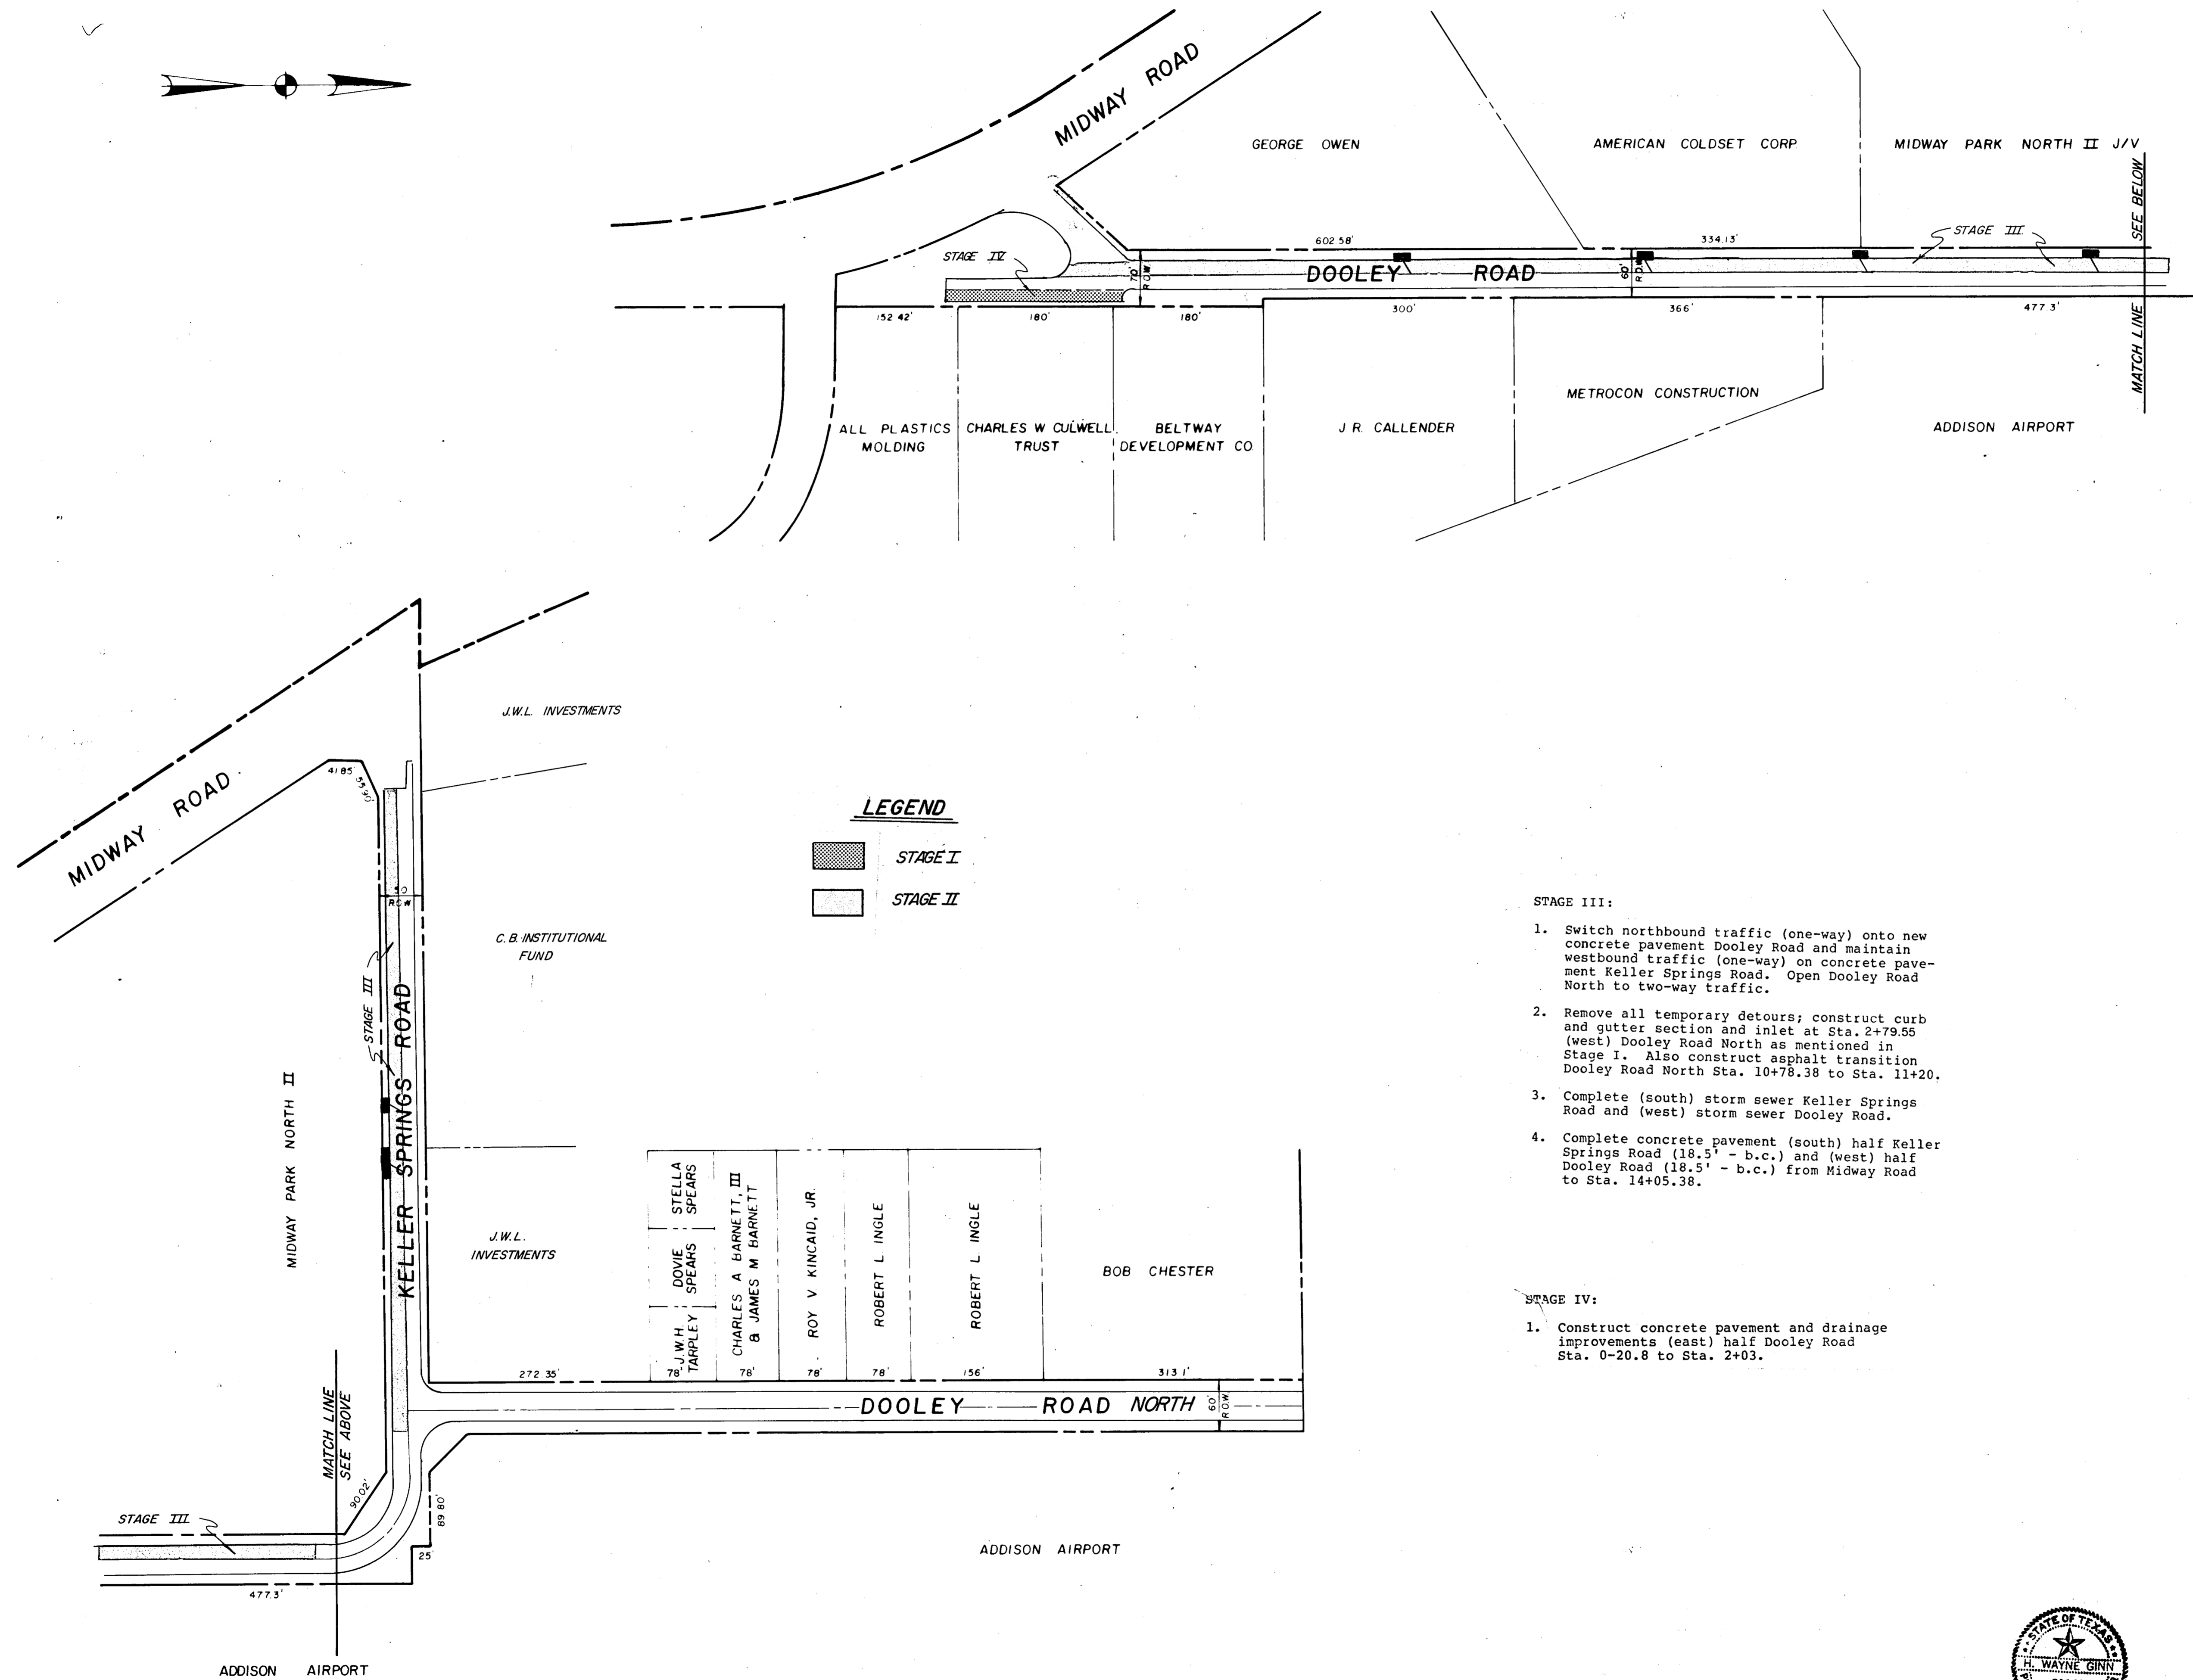 MIDWAY ROAD
GEORGE OWEN
AMERICAN COLDSET CORP.
MIDWAY PARK NORTH II J/V
MATCH LINE SEE BELOW
STAGE III
STAGE IV
602.58'
334.13'
70'
R.O.W.
DOOLEY ROAD
60'
R.O.W.
152.42'
180'
180'
300'
366'
477.3'
ALL PLASTICS
MOLDING
CHARLES W CULWELL
TRUST
BELTWAY
DEVELOPMENT CO.
J R. CALLENDER
METROCON CONSTRUCTION
ADDISON AIRPORT
MIDWAY ROAD
41.85'
55.90'
J.W.L. INVESTMENTS
50
R.O.W
C. B. INSTITUTIONAL
FUND
STAGE III
KELLER SPRINGS ROAD
MIDWAY PARK NORTH II
J.W.L.
INVESTMENTS
LEGEND
STAGE I
STAGE II
STELLA
SPEARS
DOVIE
SPEARS
J.W.H.
TARPLEY
CHARLES A BARNETT, III
& JAMES M BARNETT
ROY V KINCAID, JR.
ROBERT L INGLE
ROBERT L INGLE
BOB CHESTER
272.35'
78'
78'
78'
78'
156'
313.1'
DOOLEY ROAD NORTH
60'
R.O.W
MATCH LINE
SEE ABOVE
90.02'
89.80'
25'
STAGE III
477.3'
ADDISON AIRPORT
ADDISON AIRPORT
STAGE III:
1. Switch northbound traffic (one-way) onto new
concrete pavement Dooley Road and maintain
westbound traffic (one-way) on concrete pave-
ment Keller Springs Road. Open Dooley Road
North to two-way traffic.
2. Remove all temporary detours; construct curb
and gutter section and inlet at Sta. 2+79.55
(west) Dooley Road North as mentioned in
Stage I. Also construct asphalt transition
Dooley Road North Sta. 10+78.38 to Sta. 11+20.
3. Complete (south) storm sewer Keller Springs
Road and (west) storm sewer Dooley Road.
4. Complete concrete pavement (south) half Keller
Springs Road (18.5' - b.c.) and (west) half
Dooley Road (18.5' - b.c.) from Midway Road
to Sta. 14+05.38.
STAGE IV:
1. Construct concrete pavement and drainage
improvements (east) half Dooley Road
Sta. 0-20.8 to Sta. 2+03.
STATE OF TEXAS
H. WAYNE GINN